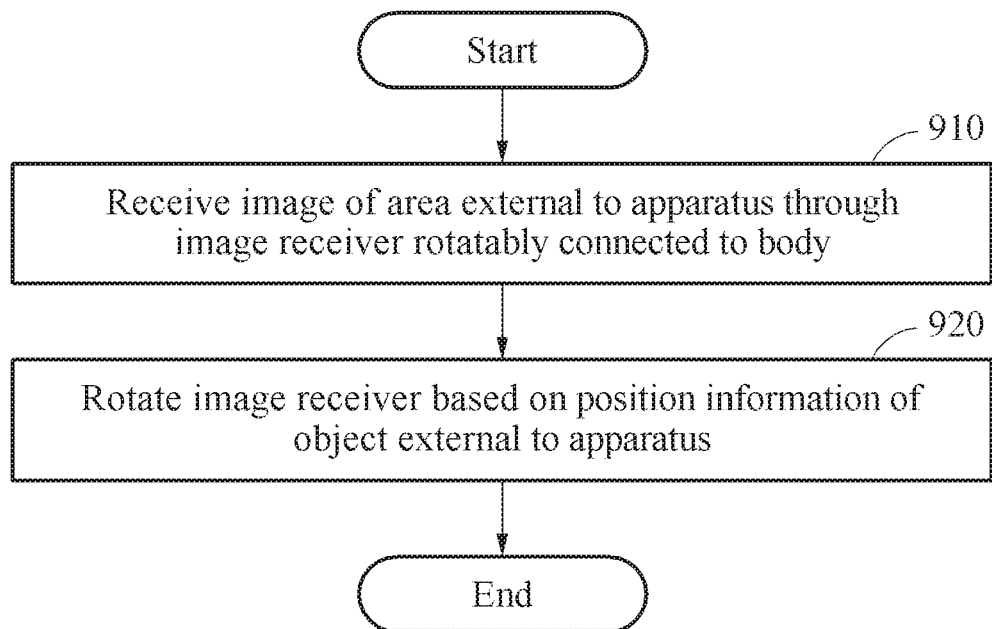 Start
910
Receive image of area external to apparatus through
image receiver rotatably connected to body
920
Rotate image receiver based on position information of
object external to apparatus
End